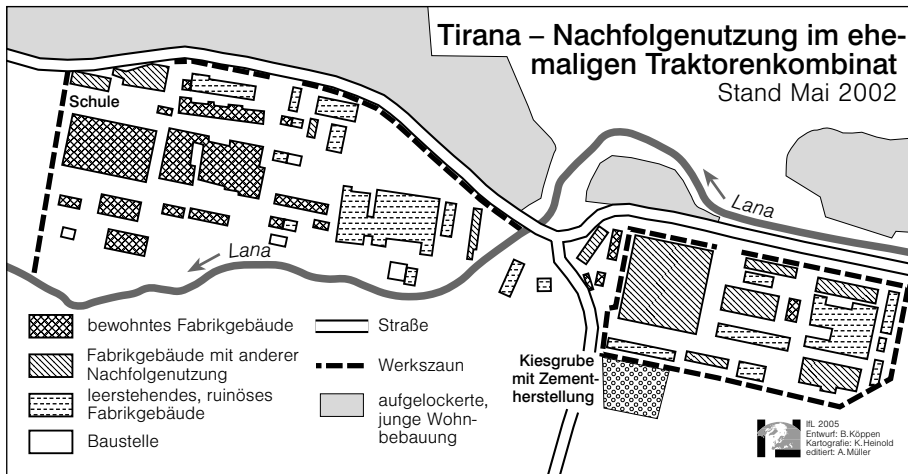 Tirana – Nachfolgenutzung im ehe-
maligen Traktorenkombinat
Stand Mai 2002
Schule
Lana
Lana
bewohntes Fabrikgebäude
Fabrikgebäude mit anderer
Nachfolgenutzung
leerstehendes, ruinöses
Fabrikgebäude
Baustelle
Straße
Werkszaun
aufgelockerte,
junge Wohn-
bebauung
Kiesgrube
mit Zement-
herstellung
IfL 2005
Entwurf: B.Köppen
Kartografie: K.Heinold
editiert: A.Müller